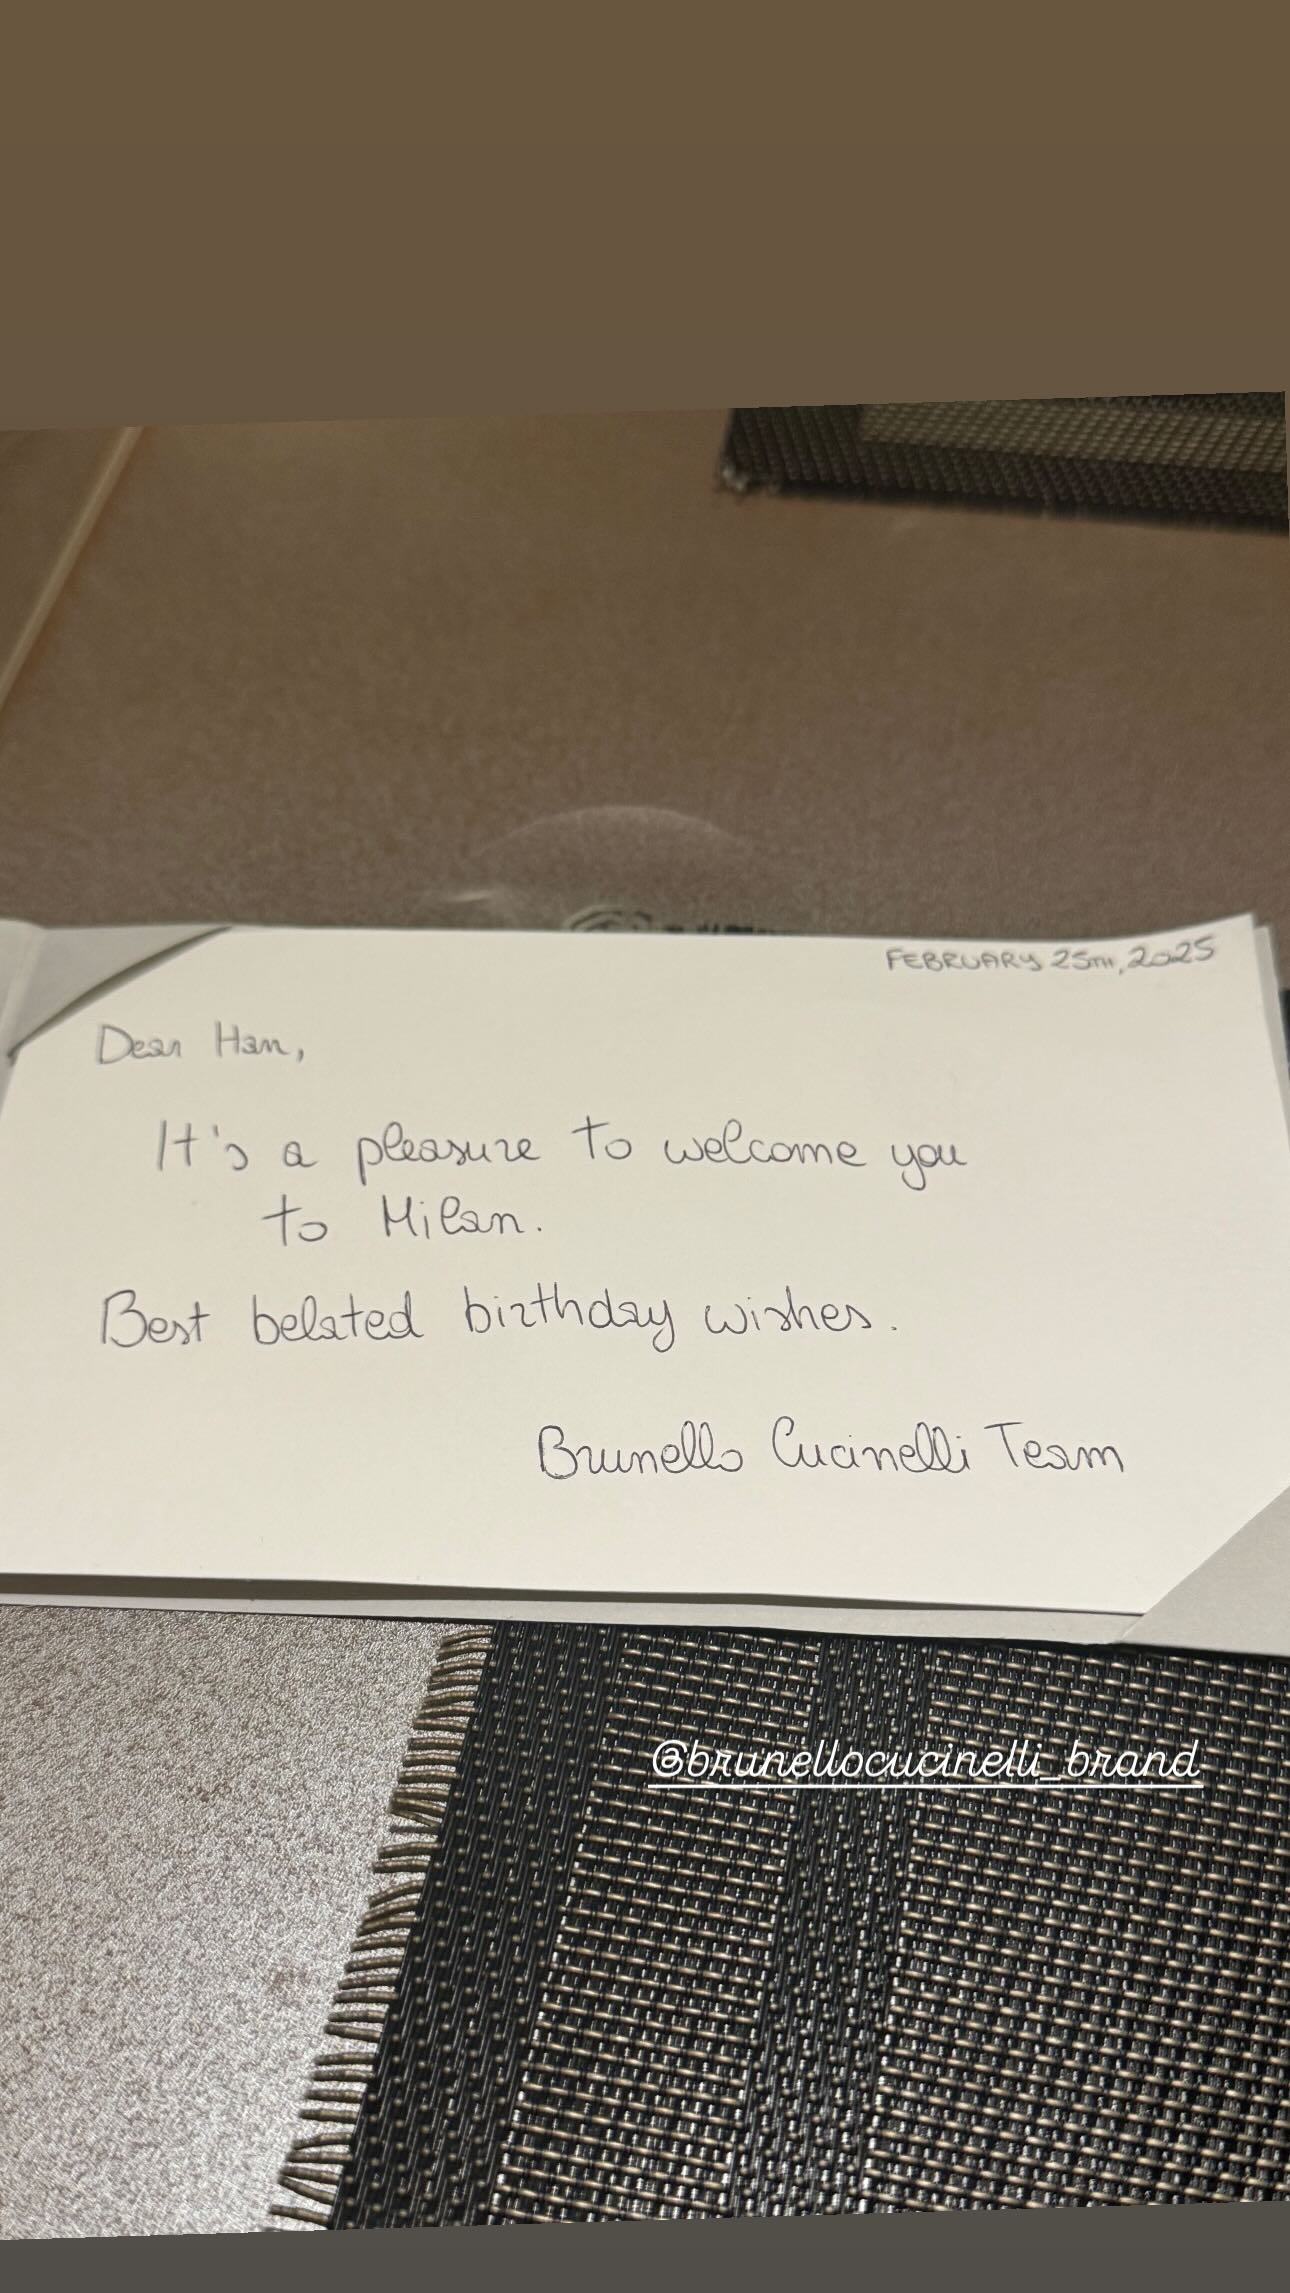 FEBRUARY 25TH, 2025
Dear Han,
It's a pleasure to welcome you
to Milan.
Best belated birthday wishes.
Brunello Cucinelli Team
@brunellocucinelli_brand